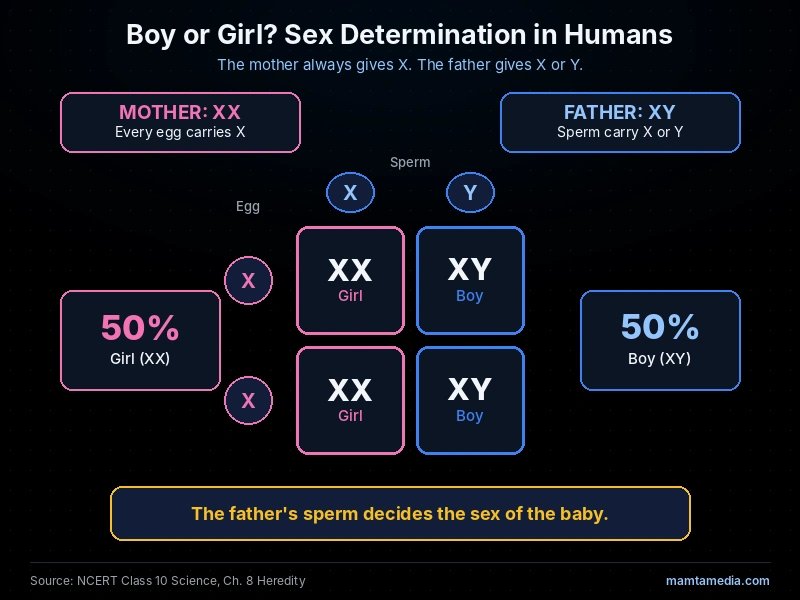 Boy or Girl? Sex Determination in Humans
The mother always gives X. The father gives X or Y.
MOTHER: XX
Every egg carries X
FATHER: XY
Sperm carry X or Y
Sperm
X
Y
Egg
X
XX
Girl
XY
Boy
50%
Girl (XX)
50%
Boy (XY)
X
XX
Girl
XY
Boy
The father's sperm decides the sex of the baby.
Source: NCERT Class 10 Science, Ch. 8 Heredity
mamtamedia.com